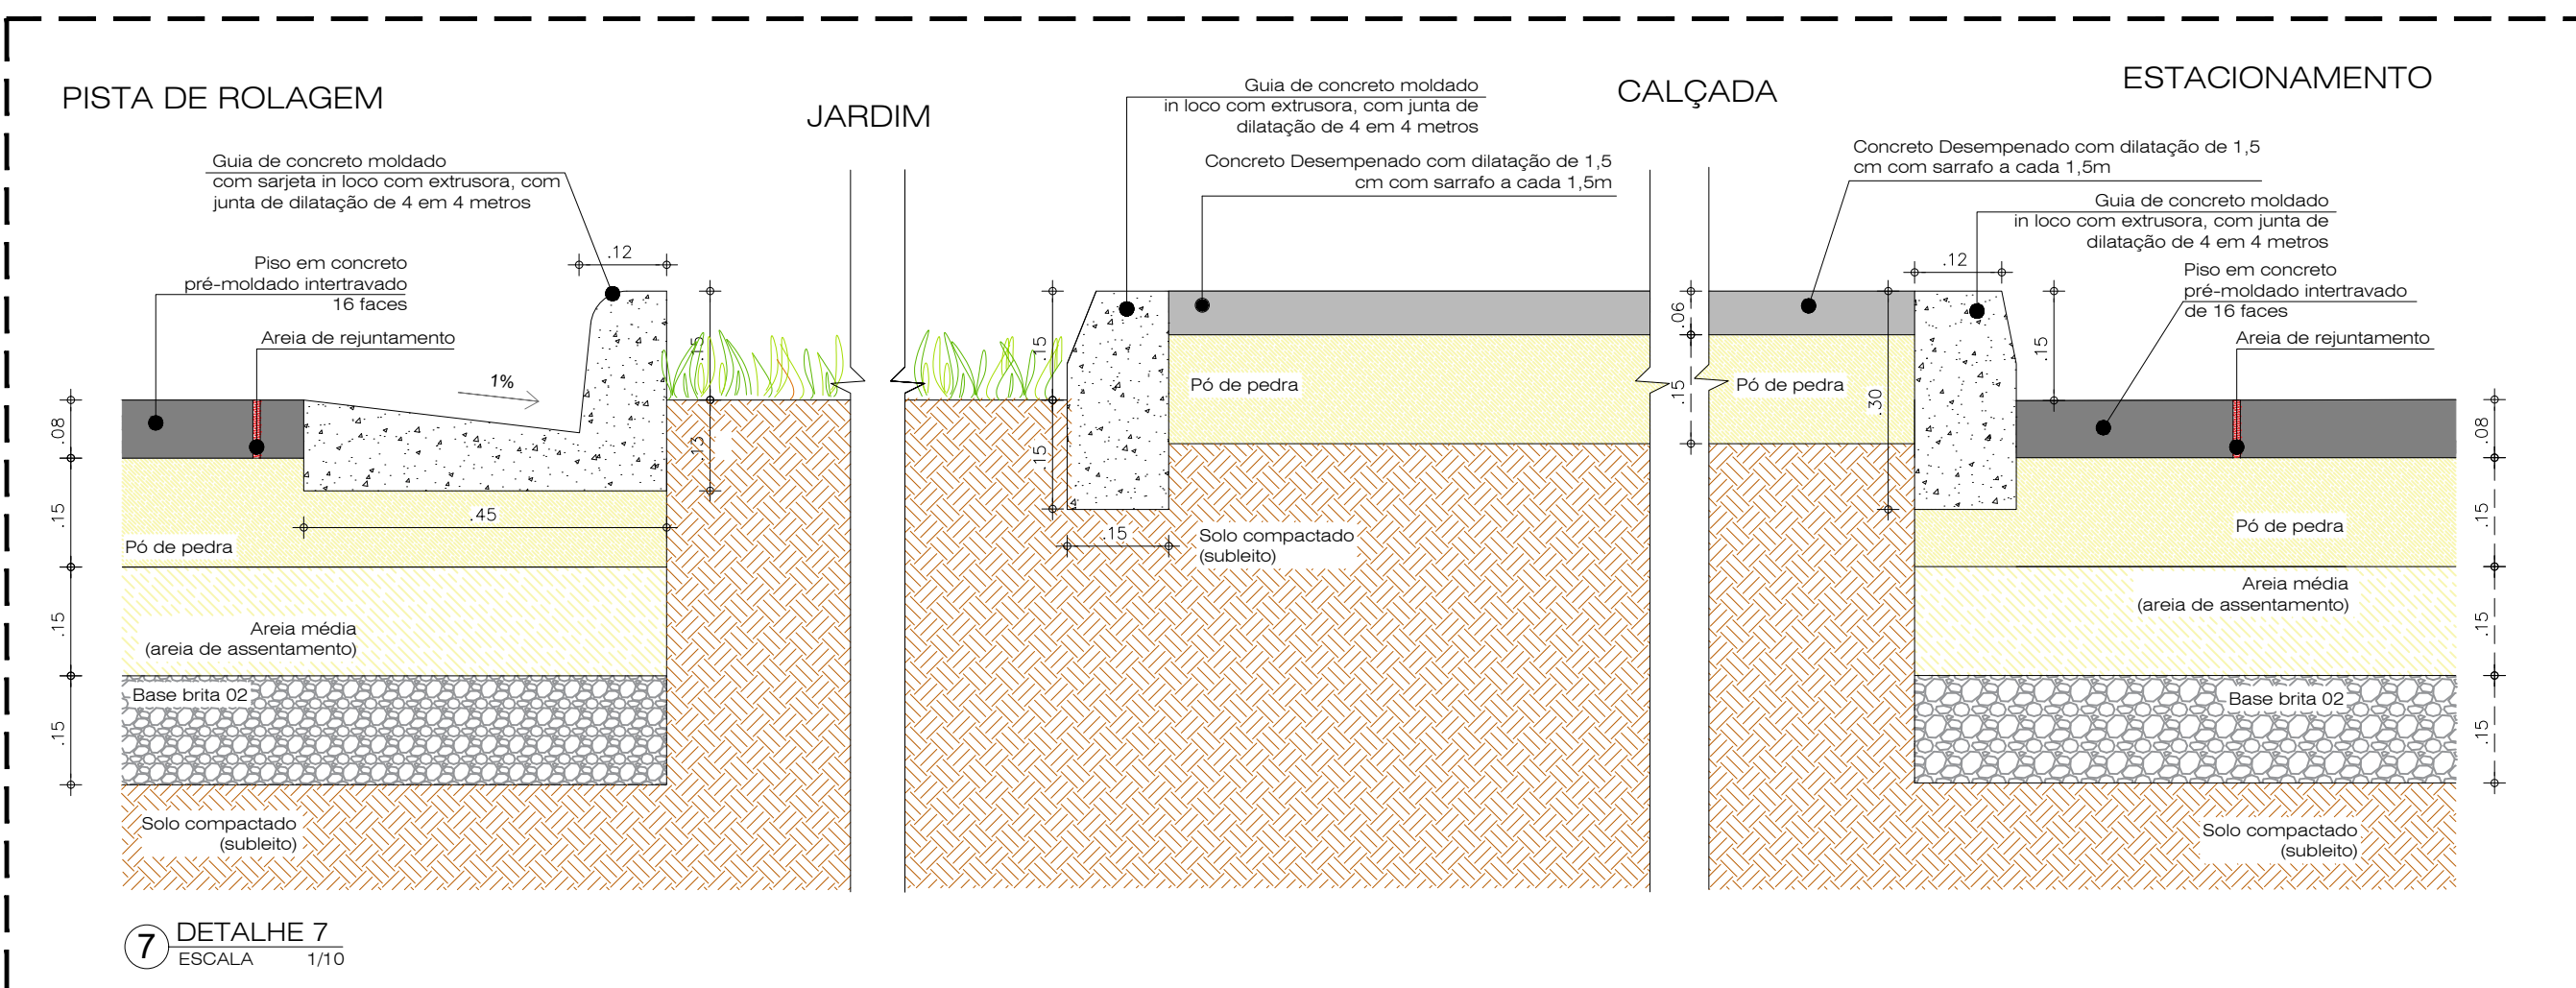 PISTA DE ROLAGEM
JARDIM
CALÇADA
ESTACIONAMENTO
Guia de concreto moldado
com sarjeta in loco com extrusora, com
junta de dilatação de 4 em 4 metros
Piso em concreto
pré-moldado intertravado
16 faces
Areia de rejuntamento
1%
.12
.15
.13
.08
.15
.15
.15
.45
Pó de pedra
Areia média
(areia de assentamento)
Base brita 02
Solo compactado
(subleito)
Guia de concreto moldado
in loco com extrusora, com junta de
dilatação de 4 em 4 metros
Concreto Desempenado com dilatação de 1,5
cm com sarrafo a cada 1,5m
.15
.15
.15
Pó de pedra
Solo compactado
(subleito)
.06
.15
Concreto Desempenado com dilatação de 1,5
cm com sarrafo a cada 1,5m
Guia de concreto moldado
in loco com extrusora, com junta de
dilatação de 4 em 4 metros
Piso em concreto
pré-moldado intertravado
de 16 faces
Areia de rejuntamento
.12
.15
.30
Pó de pedra
.08
.15
.15
.15
Pó de pedra
Areia média
(areia de assentamento)
Base brita 02
Solo compactado
(subleito)
7
DETALHE 7
ESCALA 1/10